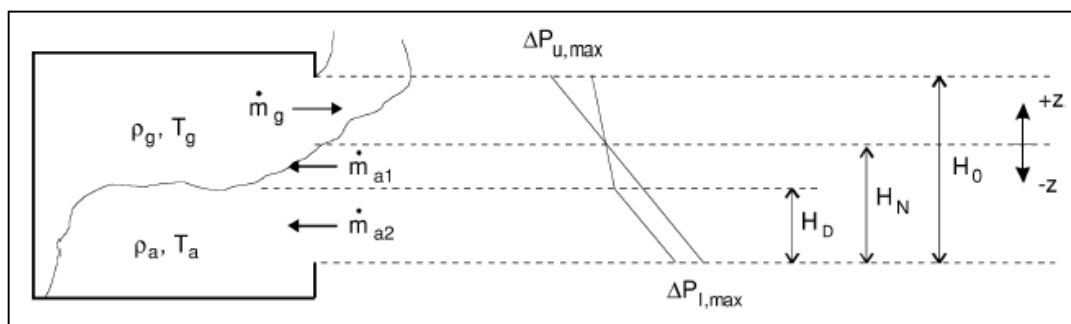 ΔP_u,max
ṁ_g
ρ_g, T_g
ṁ_a1
ρ_a, T_a
ṁ_a2
H_D
H_N
H_0
+z
-z
ΔP_l,max